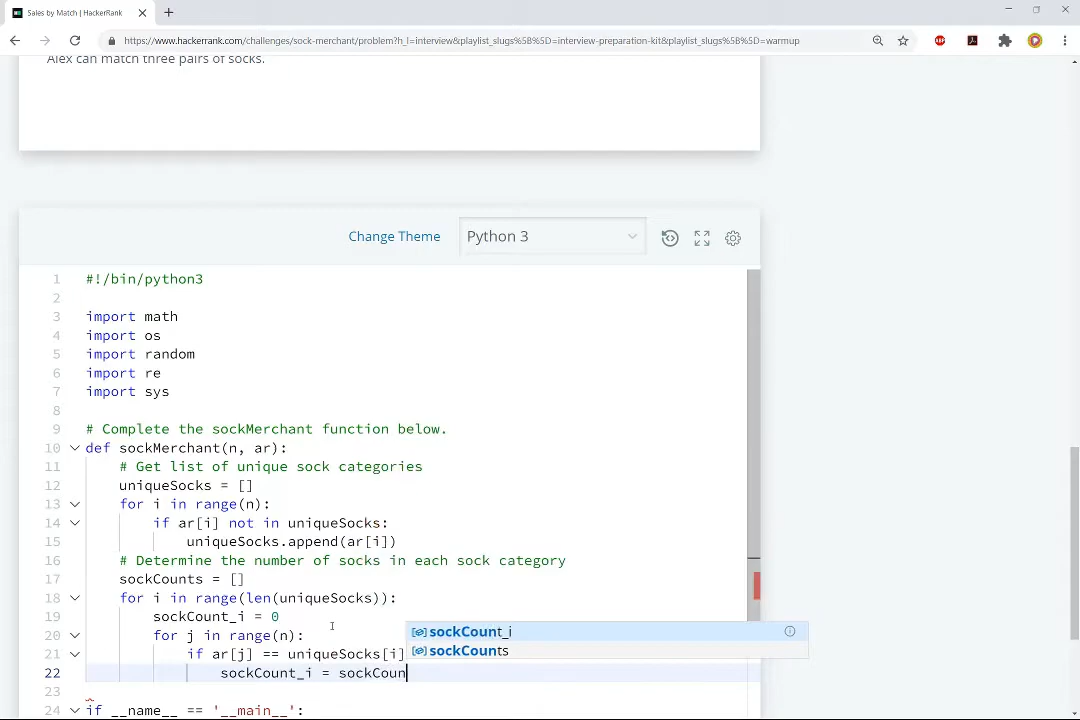 Sales by Match | HackerRank
https://www.hackerrank.com/challenges/sock-merchant/problem?h_l=interview&playlist_slugs%5B%5D=interview-preparation-kit&playlist_slugs%5B%5D=warmup
Alex can match three pairs of socks.
Change Theme Python 3
1 #!/bin/python3
2
3 import math
4 import os
5 import random
6 import re
7 import sys
8
9 # Complete the sockMerchant function below.
10 def sockMerchant(n, ar):
11 # Get list of unique sock categories
12 uniqueSocks = []
13 for i in range(n):
14 if ar[i] not in uniqueSocks:
15 uniqueSocks.append(ar[i])
16 # Determine the number of socks in each sock category
17 sockCounts = []
18 for i in range(len(uniqueSocks)):
19 sockCount_i = 0
20 for j in range(n):
21 if ar[j] == uniqueSocks[i]
22 sockCount_i = sockCoun
23
24 if __name__ == '__main__':
sockCount_i
sockCounts